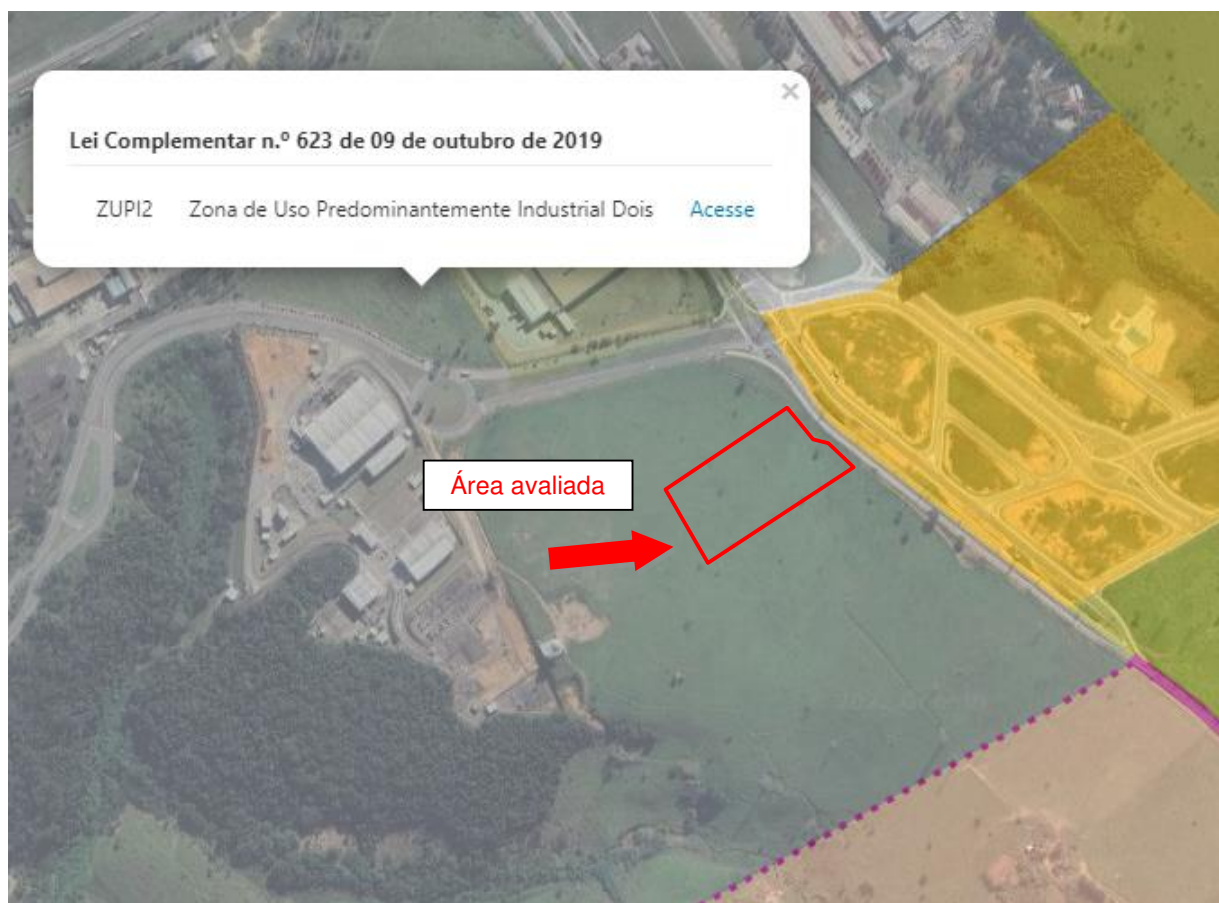 ×
Lei Complementar n.º 623 de 09 de outubro de 2019
ZUPI2 Zona de Uso Predominantemente Industrial Dois Acesse
Área avaliada